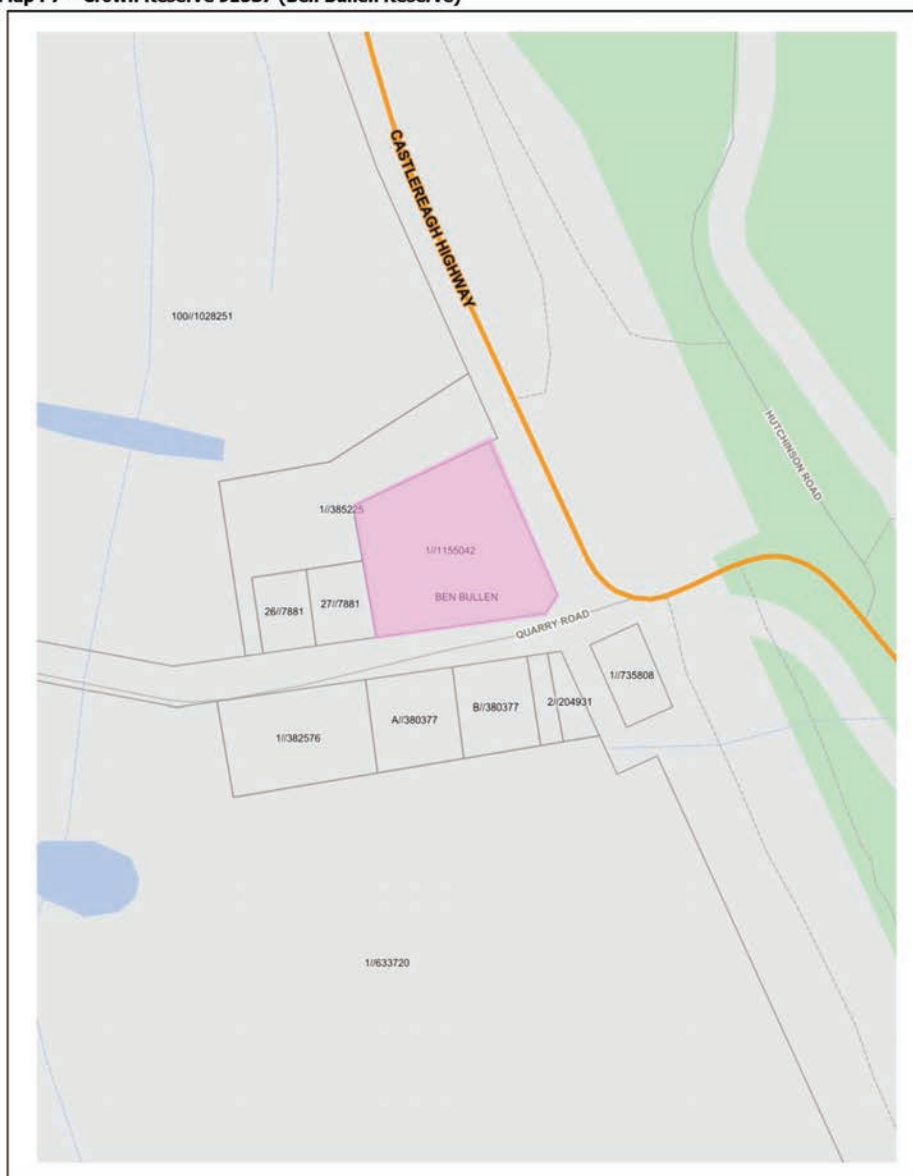 Crown Reserve (Ben Bullen Reserve)
CASTLEREAGH HIGHWAY
100//1028251
HUTCHINSON ROAD
1//385225
1//1155042
BEN BULLEN
26//7881
27//7881
QUARRY ROAD
1//735808
2//204931
B//380377
A//380377
1//382576
1//633720